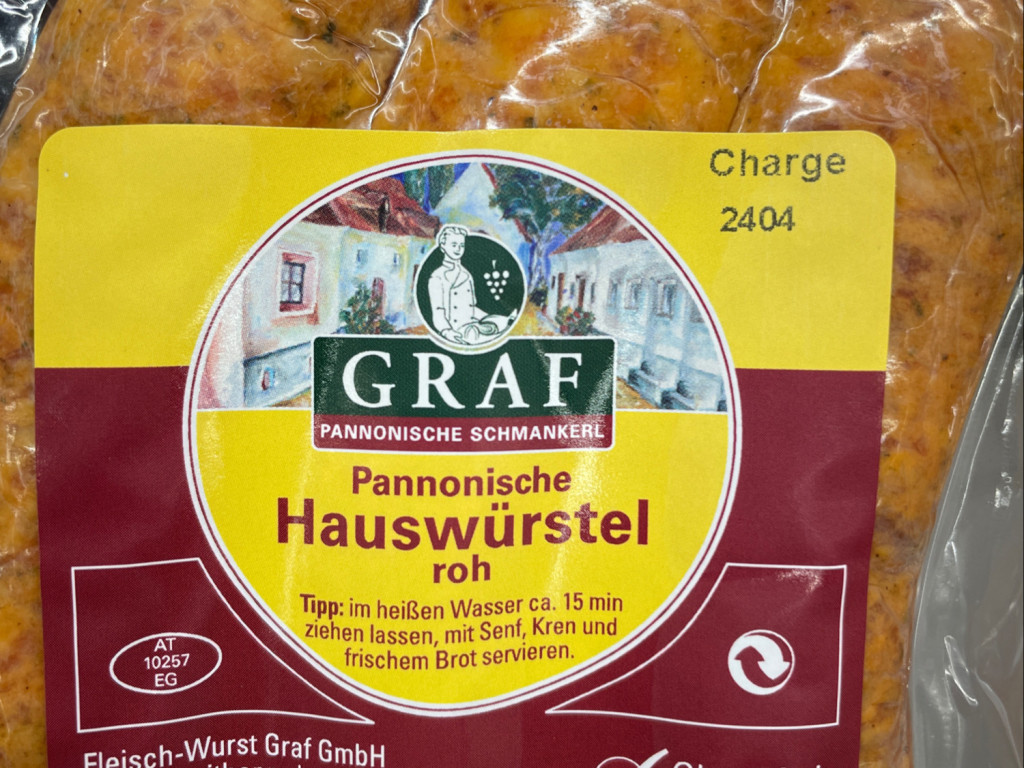 Charge
2404
GRAF
PANNONISCHE SCHMANKERL
Pannonische
Hauswürstel
roh
Tipp: im heißen Wasser ca. 15 min
ziehen lassen, mit Senf, Kren und
frischem Brot servieren.
AT
10257
EG
Fleisch-Wurst Graf GmbH